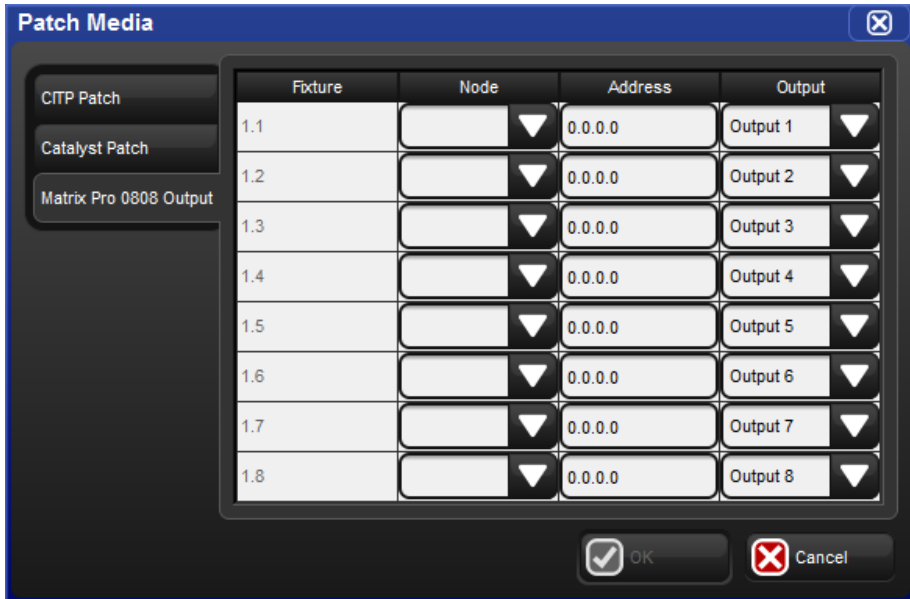 Patch Media
CITP Patch
Catalyst Patch
Matrix Pro 0808 Output
Fixture Node Address Output
1.1 0.0.0.0 Output 1
1.2 0.0.0.0 Output 2
1.3 0.0.0.0 Output 3
1.4 0.0.0.0 Output 4
1.5 0.0.0.0 Output 5
1.6 0.0.0.0 Output 6
1.7 0.0.0.0 Output 7
1.8 0.0.0.0 Output 8
OK Cancel